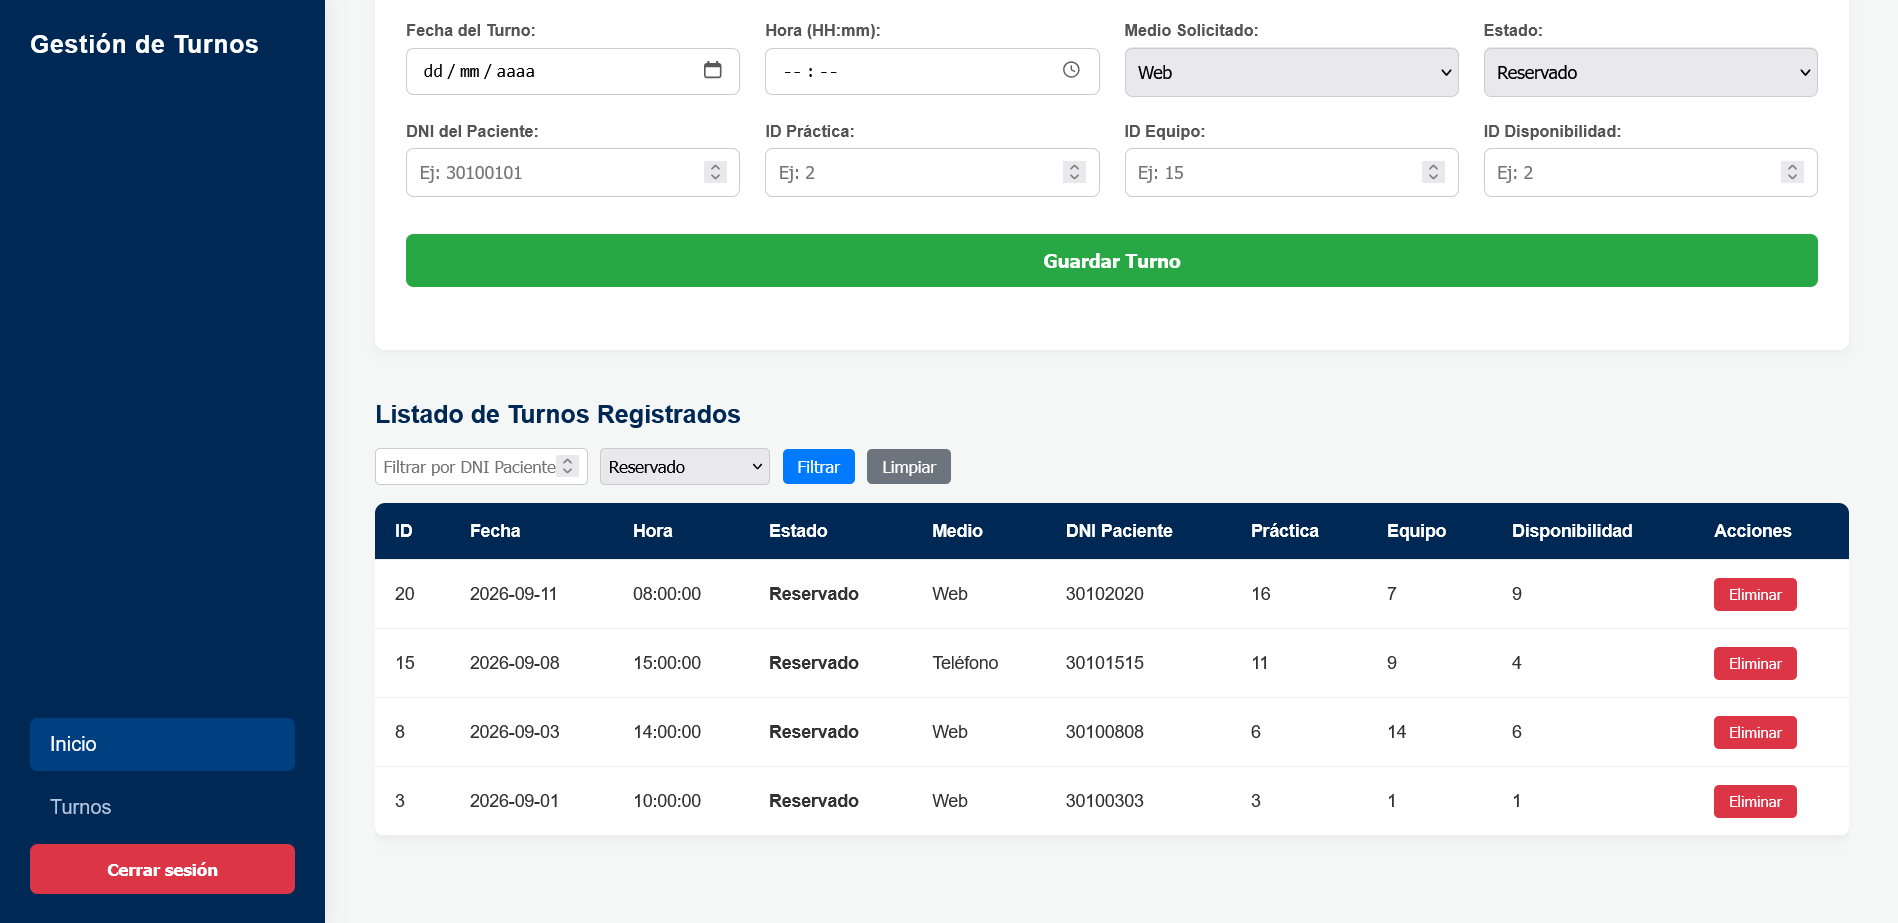 Gestión de Turnos
Inicio
Turnos
Cerrar sesión
Fecha del Turno: Hora (HH:mm): Medio Solicitado: Estado:
dd/mm/aaaa --:-- Web Reservado
DNI del Paciente: ID Práctica: ID Equipo: ID Disponibilidad:
Ej: 30100101 Ej: 2 Ej: 15 Ej: 2
Guardar Turno
Listado de Turnos Registrados
Filtrar por DNI Paciente Reservado Filtrar Limpiar
ID Fecha Hora Estado Medio DNI Paciente Práctica Equipo Disponibilidad Acciones
20 2026-09-11 08:00:00 Reservado Web 30102020 16 7 9 Eliminar
15 2026-09-08 15:00:00 Reservado Teléfono 30101515 11 9 4 Eliminar
8 2026-09-03 14:00:00 Reservado Web 30100808 6 14 6 Eliminar
3 2026-09-01 10:00:00 Reservado Web 30100303 3 1 1 Eliminar